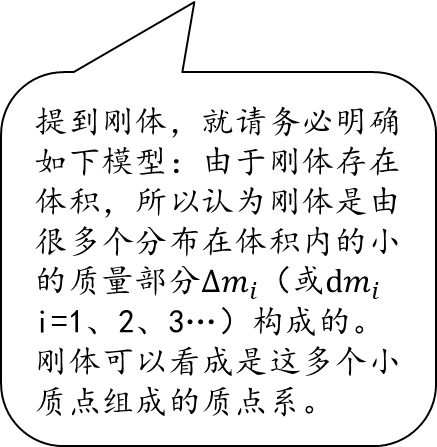 提到刚体，就请务必明确
如下模型：由于刚体存在
体积，所以认为刚体是由
很多个分布在体积内的小
的质量部分Δmᵢ（或dmᵢ
i=1、2、3…）构成的。
刚体可以看成是这多个小
质点组成的质点系。